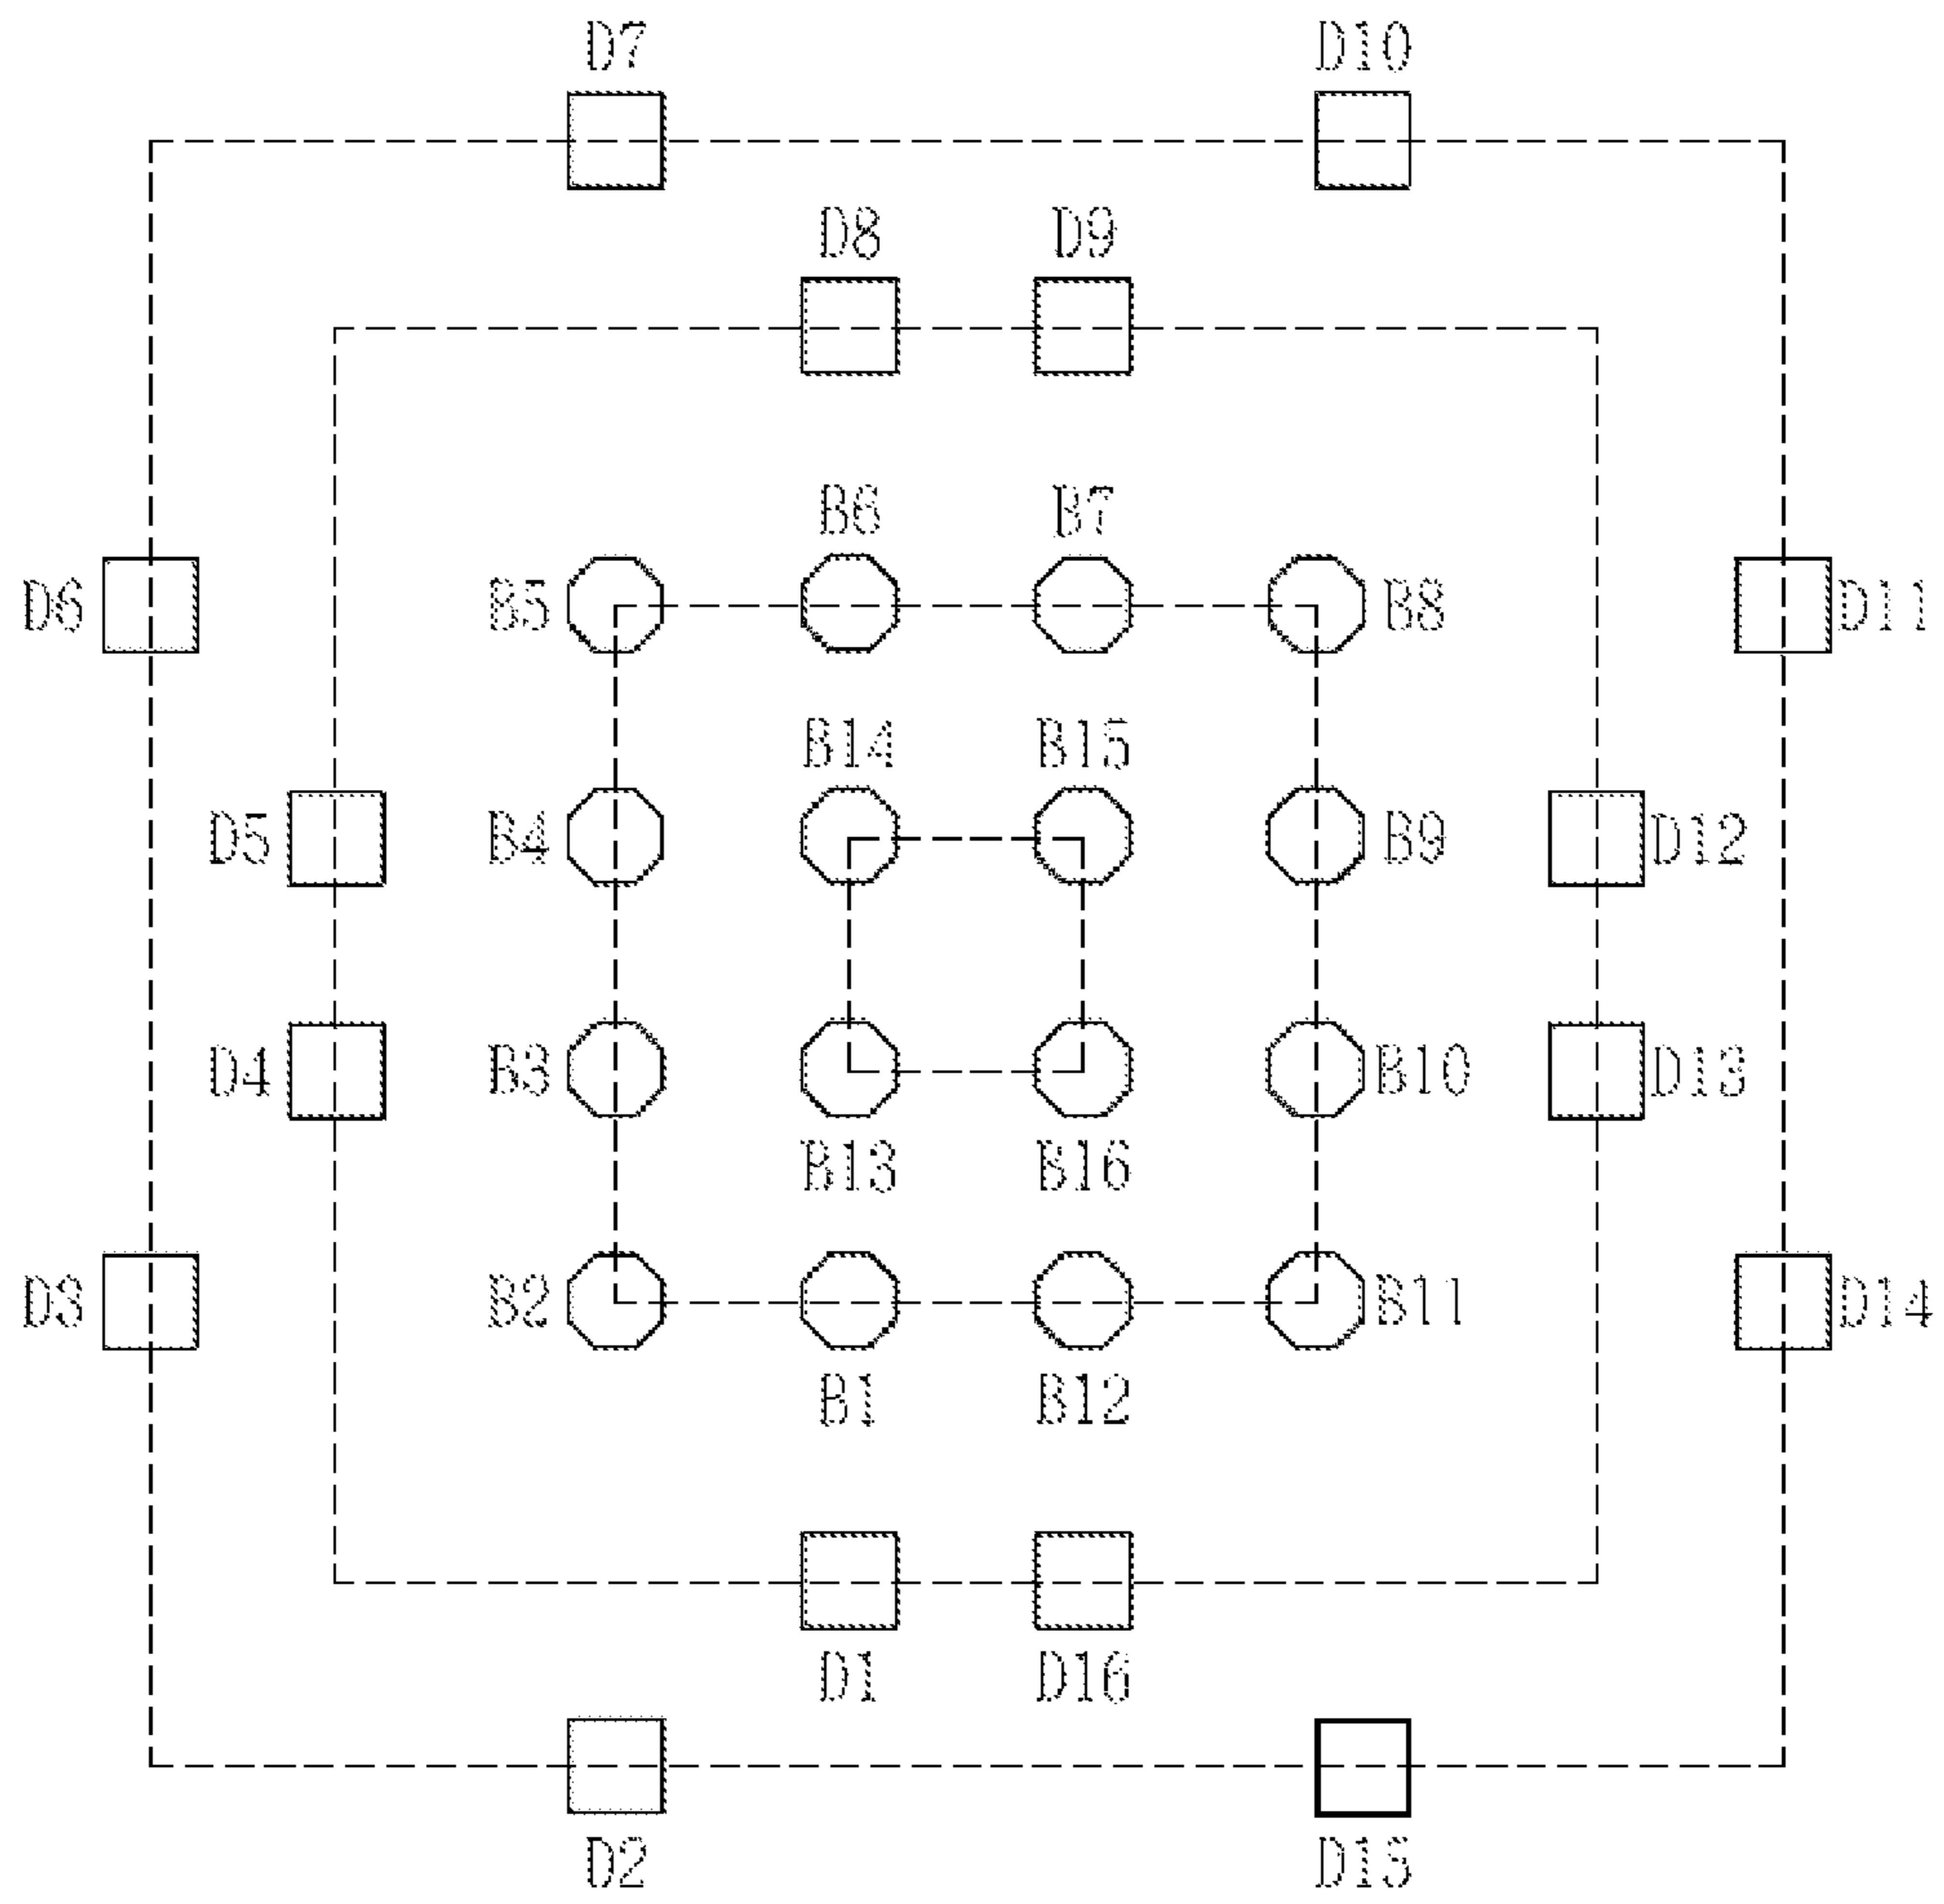 D7 D10
D8 D9
B6 B7
D6 B5 B8 D11
B14 B15
D5 B4 B9 D12
D4 B3 B10 D13
B13 B16
D3 B2 B11 D14
B1 B12
D1 D16
D2 D15